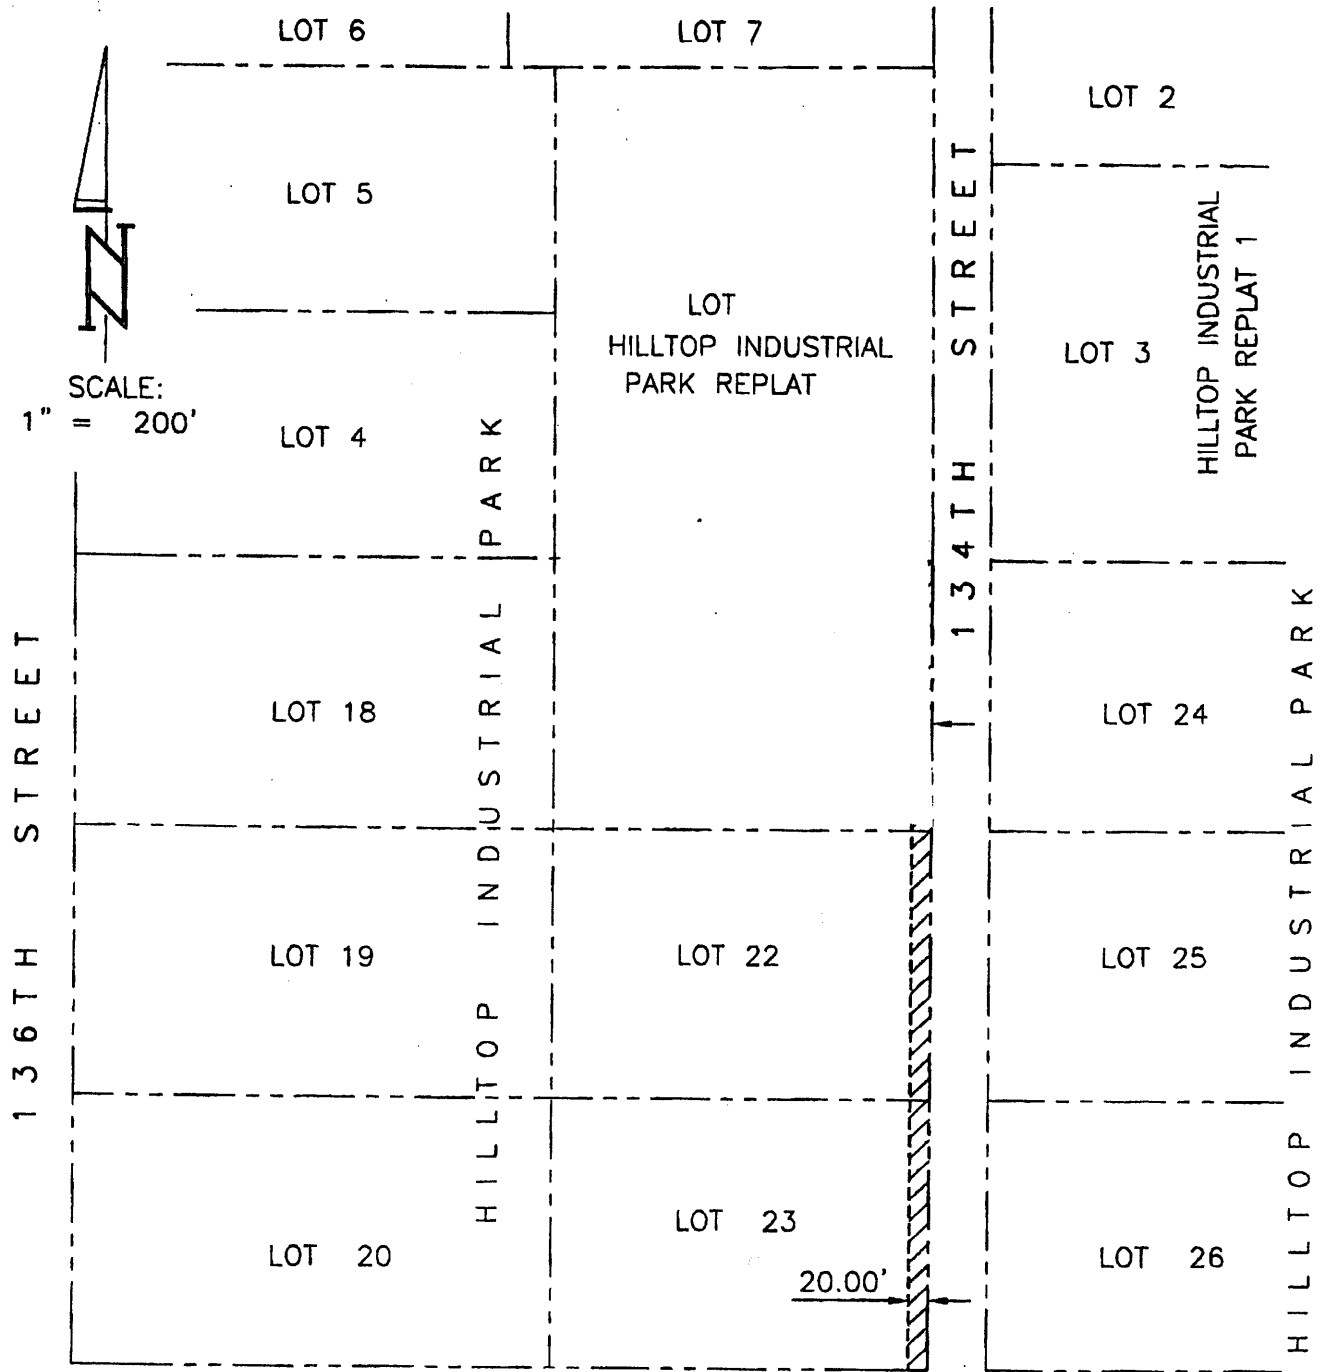 LOT 6
LOT 7
LOT 2
LOT 5
134TH STREET
HILLTOP INDUSTRIAL
PARK REPLAT 1
N
LOT
HILLTOP INDUSTRIAL
PARK REPLAT
LOT 3
SCALE:
1" = 200'
LOT 4
HILLTOP INDUSTRIAL PARK
136TH STREET
LOT 18
LOT 24
HILLTOP INDUSTRIAL PARK
LOT 19
LOT 22
LOT 25
LOT 20
LOT 23
LOT 26
20.00'